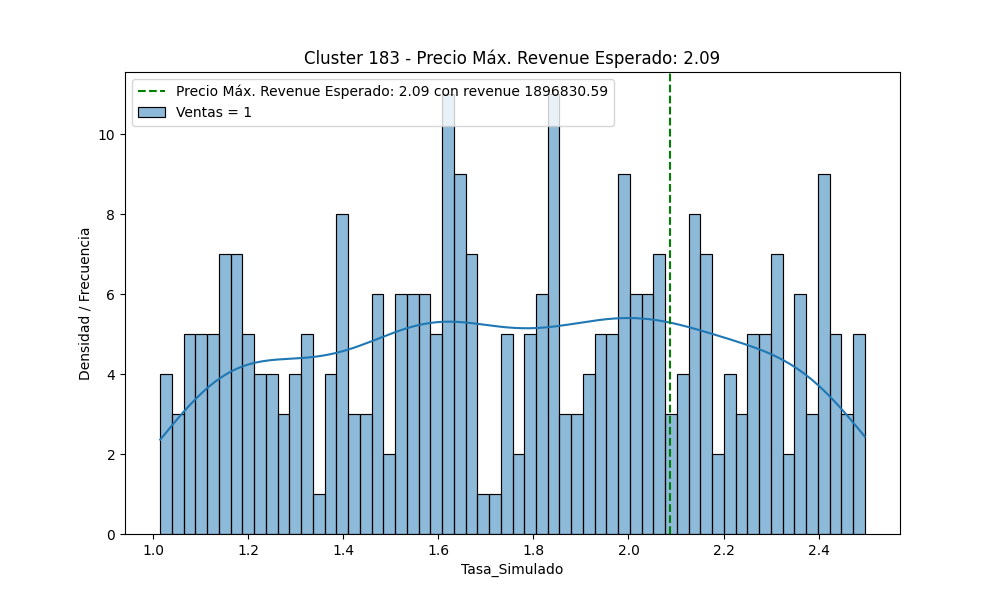 Cluster 183 - Precio Máx. Revenue Esperado: 2.09
Precio Máx. Revenue Esperado: 2.09 con revenue 1896830.59
Ventas = 1
Densidad / Frecuencia
10
8
6
4
2
0
1.0 1.2 1.4 1.6 1.8 2.0 2.2 2.4
Tasa_Simulado